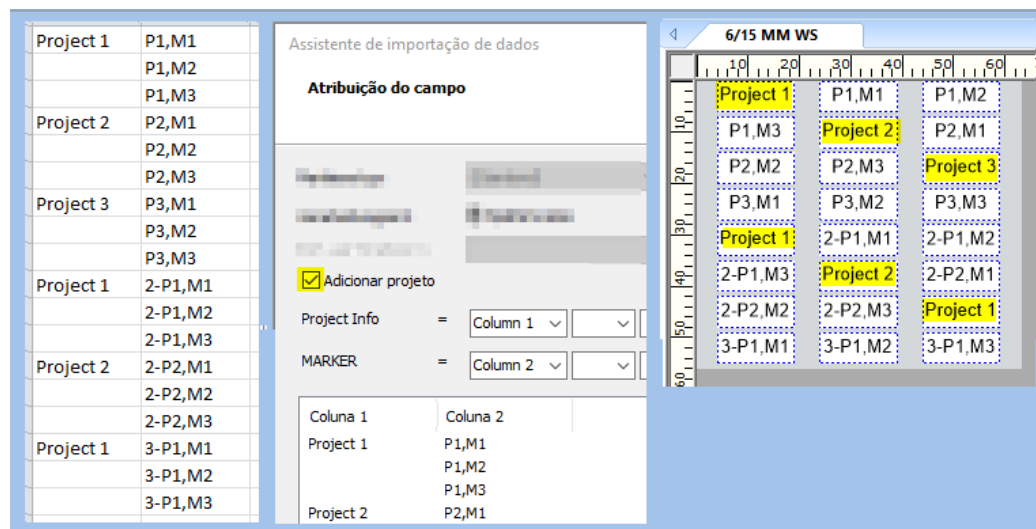 Project 1 P1,M1
P1,M2
P1,M3
Project 2 P2,M1
P2,M2
P2,M3
Project 3 P3,M1
P3,M2
P3,M3
Project 1 2-P1,M1
2-P1,M2
2-P1,M3
Project 2 2-P2,M1
2-P2,M2
2-P2,M3
Project 1 3-P1,M1
3-P1,M2
3-P1,M3
Assistente de importação de dados
Atribuição do campo
Adicionar projeto
Project Info = Column 1
MARKER = Column 2
Coluna 1 Coluna 2
Project 1 P1,M1
P1,M2
P1,M3
Project 2 P2,M1
6/15 MM WS
10 20 30 40 50 60
Project 1 P1,M1 P1,M2
10
P1,M3 Project 2 P2,M1
20
P2,M2 P2,M3 Project 3
P3,M1 P3,M2 P3,M3
30
Project 1 2-P1,M1 2-P1,M2
40
2-P1,M3 Project 2 2-P2,M1
2-P2,M2 2-P2,M3 Project 1
50
3-P1,M1 3-P1,M2 3-P1,M3
60